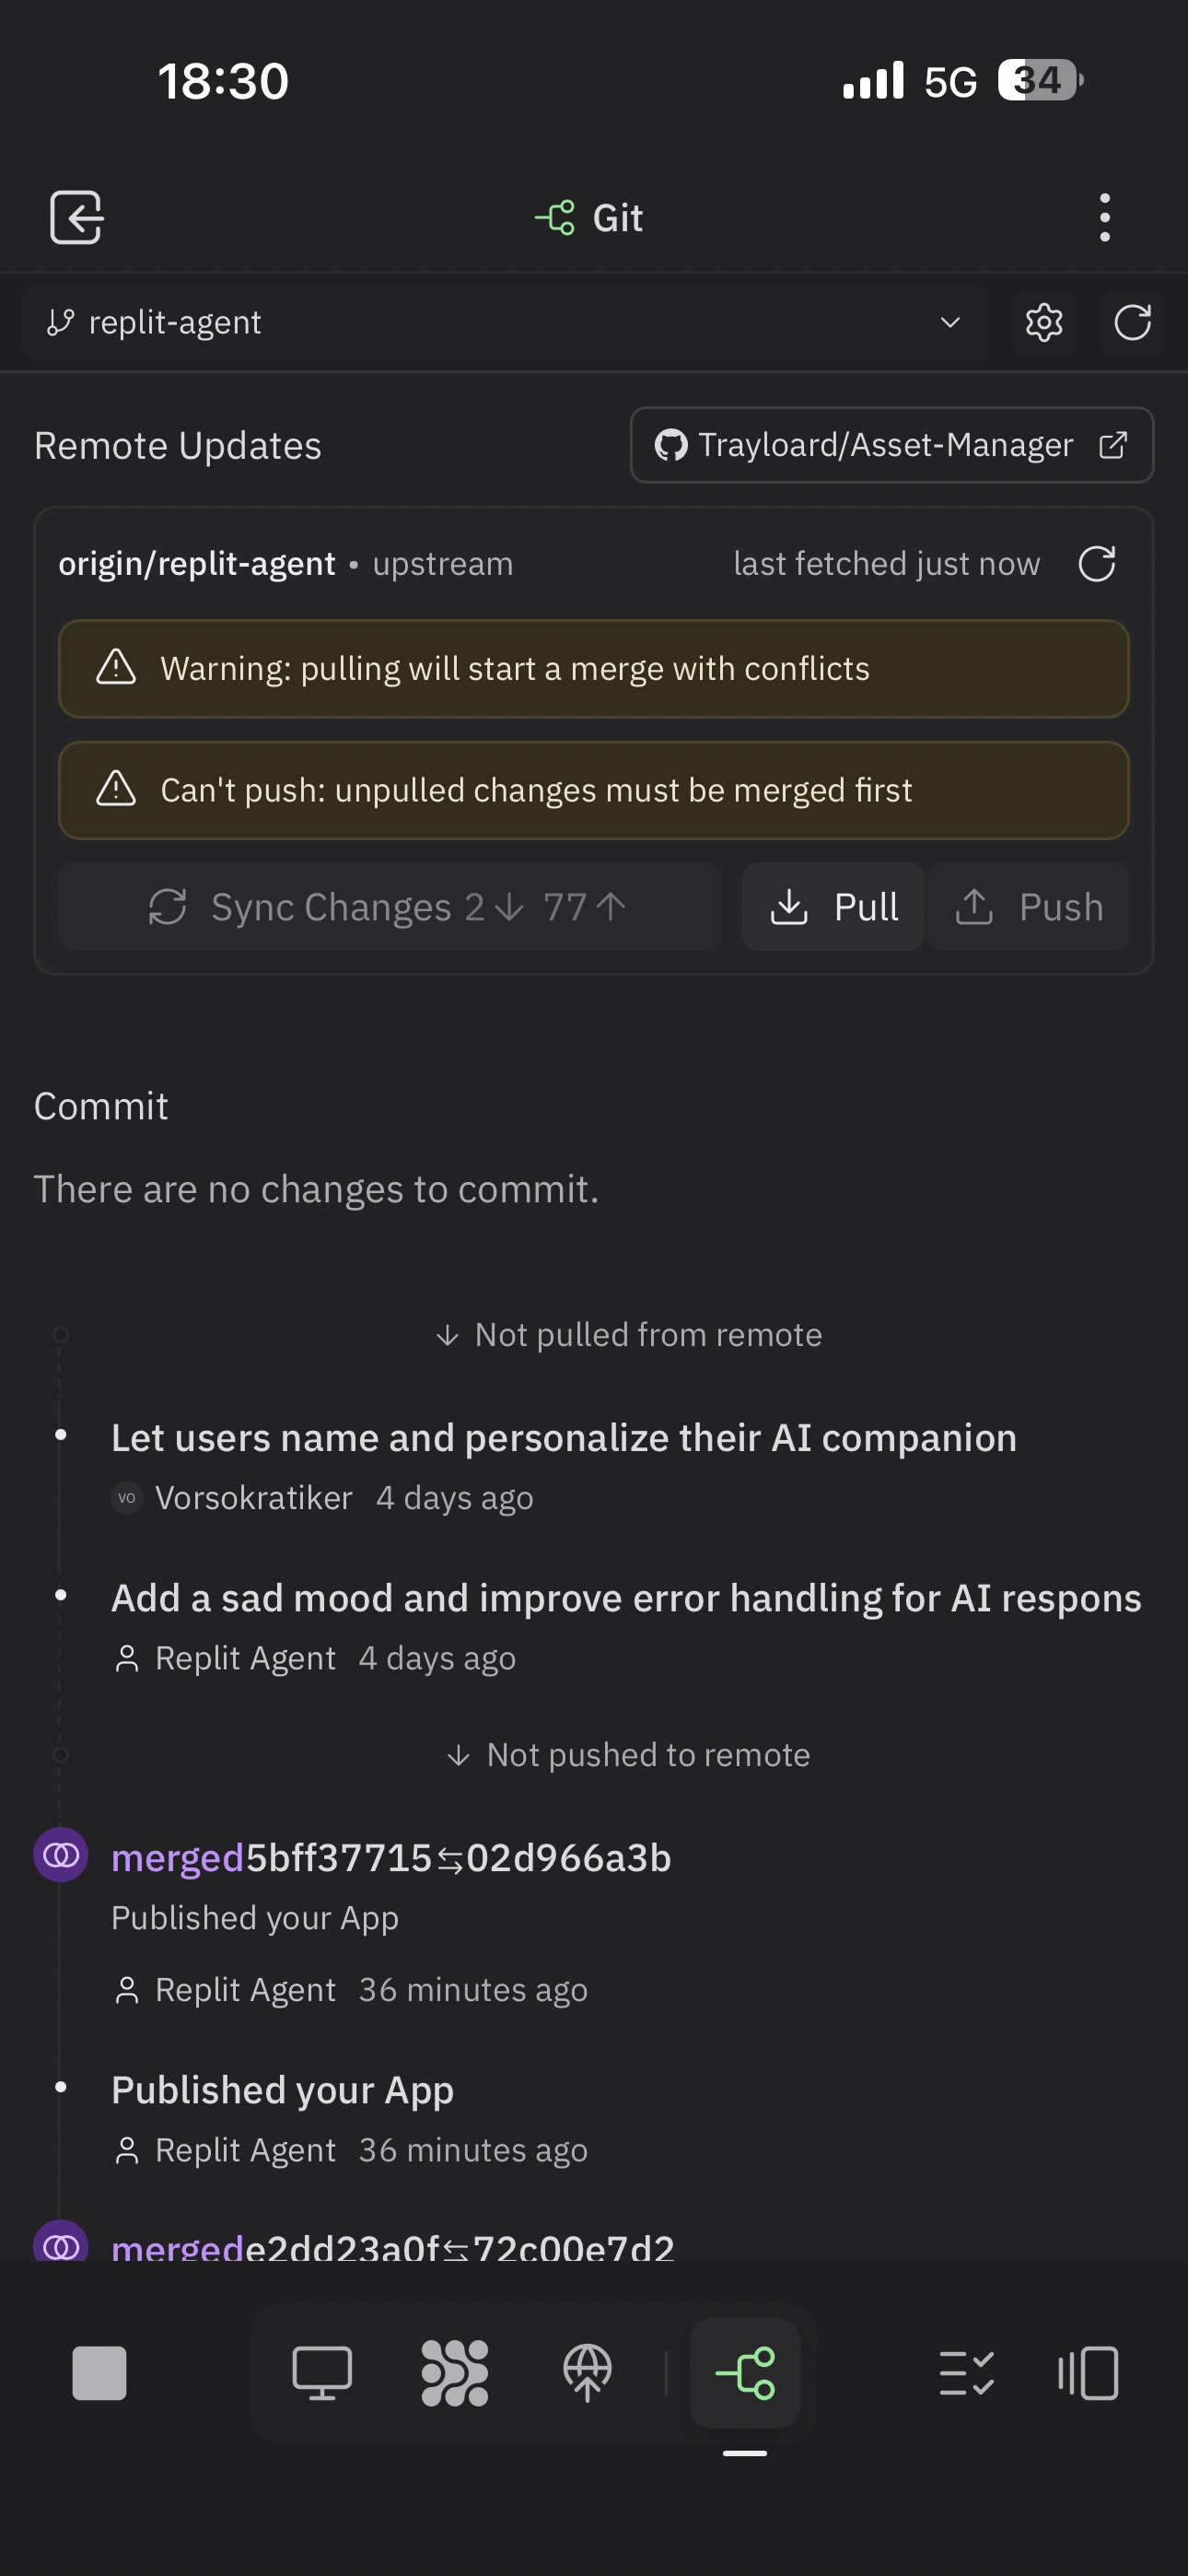 18:30 5G 34
Git
replit-agent
Remote Updates Trayloard/Asset-Manager
origin/replit-agent • upstream last fetched just now
Warning: pulling will start a merge with conflicts
Can't push: unpulled changes must be merged first
Sync Changes 2↓ 77↑ Pull Push
Commit
There are no changes to commit.
↓ Not pulled from remote
Let users name and personalize their AI companion
VO Vorsokratiker 4 days ago
Add a sad mood and improve error handling for AI respons
Replit Agent 4 days ago
↓ Not pushed to remote
merged5bff37715⇆02d966a3b
Published your App
Replit Agent 36 minutes ago
Published your App
Replit Agent 36 minutes ago
mergede2dd23a0f⇆72c00e7d2